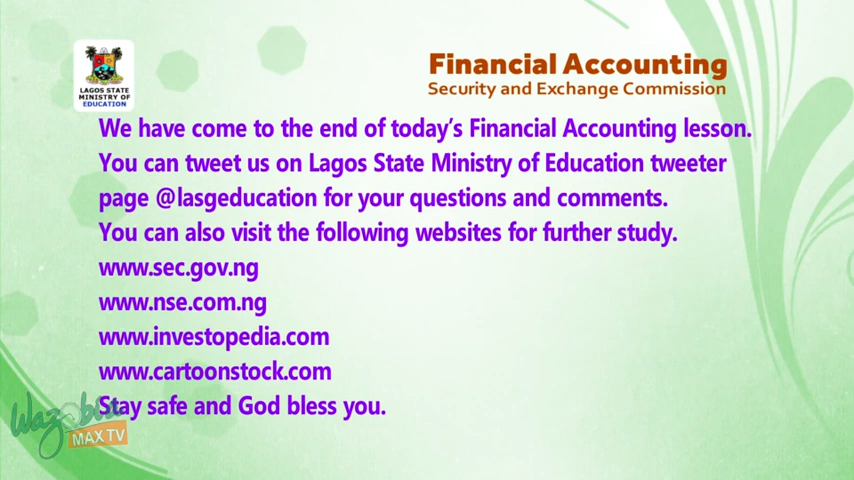 LAGOS STATE
MINISTRY OF
EDUCATION
Financial Accounting
Security and Exchange Commission
We have come to the end of today's Financial Accounting lesson.
You can tweet us on Lagos State Ministry of Education tweeter
page @lasgeducation for your questions and comments.
You can also visit the following websites for further study.
www.sec.gov.ng
www.nse.com.ng
www.investopedia.com
www.cartoonstock.com
Stay safe and God bless you.
Wazobia
MAX TV